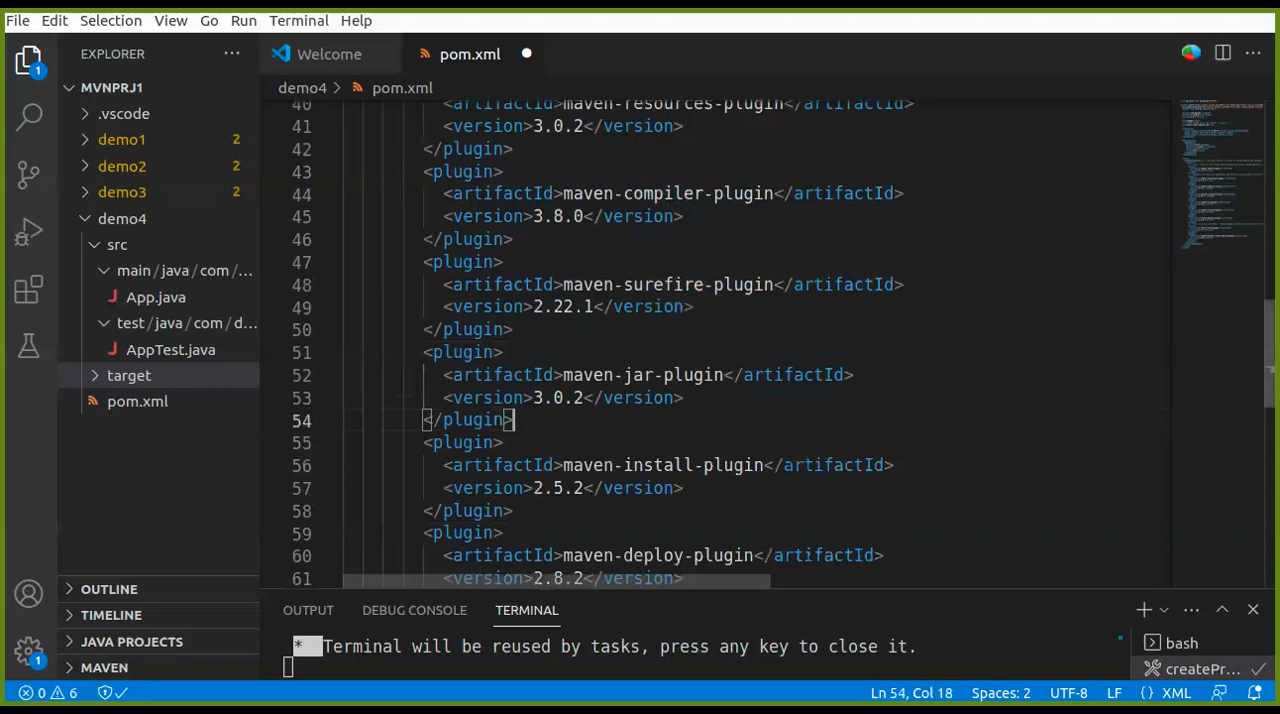 File Edit Selection View Go Run Terminal Help
EXPLORER
MVNPRJ1
.vscode
demo1 2
demo2 2
demo3 2
demo4
src
main/java/com/...
App.java
test/java/com/d...
AppTest.java
target
pom.xml
OUTLINE
TIMELINE
JAVA PROJECTS
MAVEN
1
1
Welcome pom.xml
demo4 > pom.xml
40 <artifactId>maven-resources-plugin</artifactId>
41 <version>3.0.2</version>
42 </plugin>
43 <plugin>
44 <artifactId>maven-compiler-plugin</artifactId>
45 <version>3.8.0</version>
46 </plugin>
47 <plugin>
48 <artifactId>maven-surefire-plugin</artifactId>
49 <version>2.22.1</version>
50 </plugin>
51 <plugin>
52 <artifactId>maven-jar-plugin</artifactId>
53 <version>3.0.2</version>
54 </plugin>
55 <plugin>
56 <artifactId>maven-install-plugin</artifactId>
57 <version>2.5.2</version>
58 </plugin>
59 <plugin>
60 <artifactId>maven-deploy-plugin</artifactId>
61 <version>2.8.2</version>
OUTPUT DEBUG CONSOLE TERMINAL
* Terminal will be reused by tasks, press any key to close it.
bash
createPr...
0 6 Ln 54, Col 18 Spaces: 2 UTF-8 LF {} XML